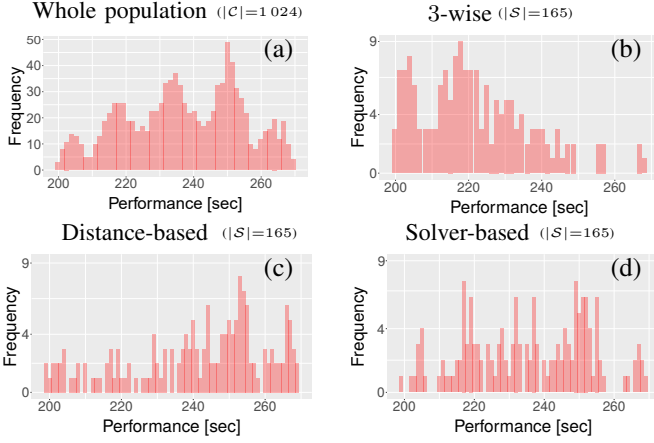 Whole population (|C|=1 024)
3-wise (|S|=165)
(a)
(b)
Frequency
50
40
30
20
10
0
200
220
240
260
Performance [sec]
Frequency
9
4
0
200
220
240
260
Performance [sec]
Distance-based (|S|=165)
Solver-based (|S|=165)
(c)
(d)
Frequency
9
4
0
200
220
240
260
Performance [sec]
Frequency
9
4
0
200
220
240
260
Performance [sec]